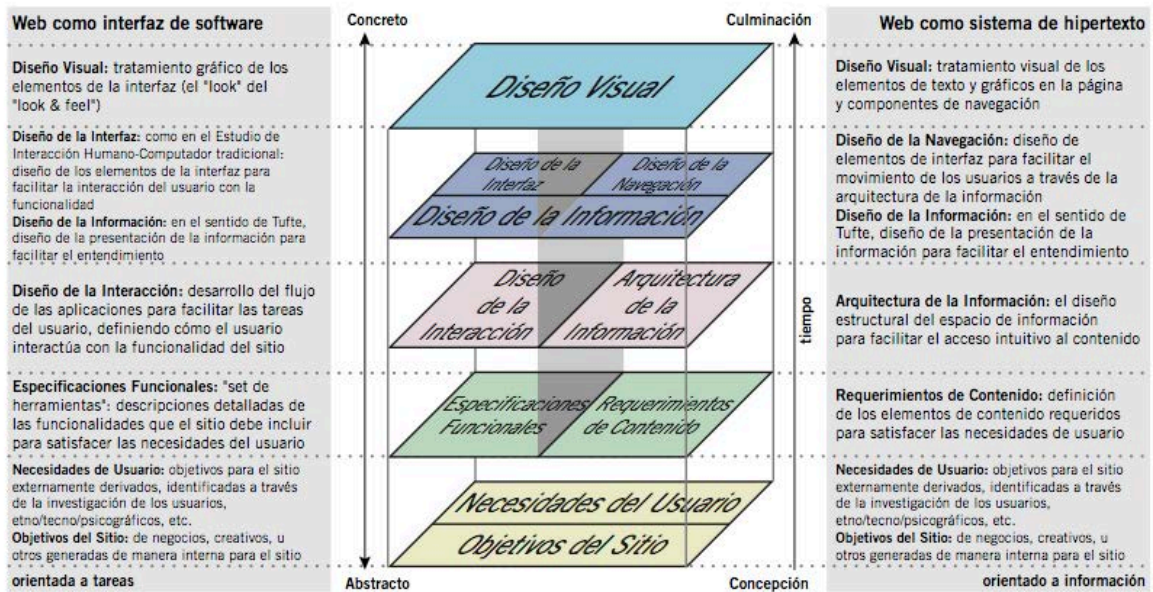 Web como interfaz de software
Diseño Visual: tratamiento gráfico de los
elementos de la interfaz (el "look" del
"look & feel")
Diseño de la Interfaz: como en el Estudio de
Interacción Humano-Computador tradicional:
diseño de los elementos de la interfaz para
facilitar la interacción del usuario con la
funcionalidad
Diseño de la Información: en el sentido de Tufte,
diseño de la presentación de la información para
facilitar el entendimiento
Diseño de la Interacción: desarrollo del flujo
de las aplicaciones para facilitar las tareas
del usuario, definiendo cómo el usuario
interactúa con la funcionalidad del sitio
Especificaciones Funcionales: "set de
herramientas": descripciones detalladas de
las funcionalidades que el sitio debe incluir
para satisfacer las necesidades del usuario
Necesidades de Usuario: objetivos para el sitio
externamente derivados, identificadas a través
de la investigación de los usuarios,
etno/tecno/psicográficos, etc.
Objetivos del Sitio: de negocios, creativos, u
otros generadas de manera interna para el sitio
orientada a tareas
Concreto
Culminación
Diseño Visual
Diseño de la
Interfaz
Diseño de la
Navegación
Diseño de la Información
Diseño
de la
Interacción
Arquitectura
de la
Información
Especificaciones
Funcionales
Requerimientos
de Contenido
Necesidades del Usuario
Objetivos del Sitio
tiempo
Abstracto
Concepción
Web como sistema de hipertexto
Diseño Visual: tratamiento visual de los
elementos de texto y gráficos en la página
y componentes de navegación
Diseño de la Navegación: diseño de
elementos de interfaz para facilitar el
movimiento de los usuarios a través de la
arquitectura de la información
Diseño de la Información: en el sentido de
Tufte, diseño de la presentación de la
información para facilitar el entendimiento
Arquitectura de la Información: el diseño
estructural del espacio de información
para facilitar el acceso intuitivo al contenido
Requerimientos de Contenido: definición
de los elementos de contenido requeridos
para satisfacer las necesidades de usuario
Necesidades de Usuario: objetivos para el sitio
externamente derivados, identificadas a través
de la investigación de los usuarios,
etno/tecno/psicográficos, etc.
Objetivos del Sitio: de negocios, creativos, u
otros generadas de manera interna para el sitio
orientado a información